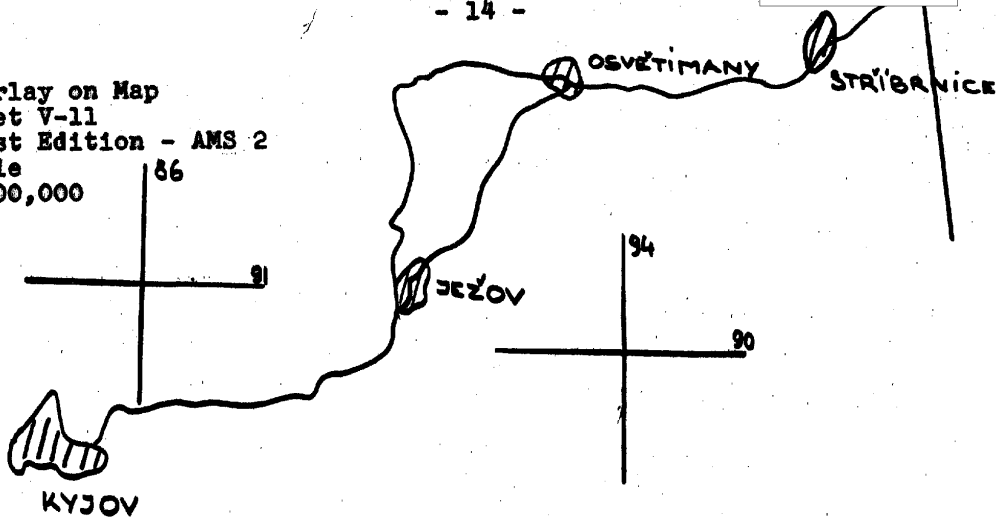 - 14 -
rlay on Map
et V-11
st Edition - AMS 2
le
00,000
OSVĚTIMANY
STŘÍBRNICE
86
91
JEŽOV
94
90
KYJOV